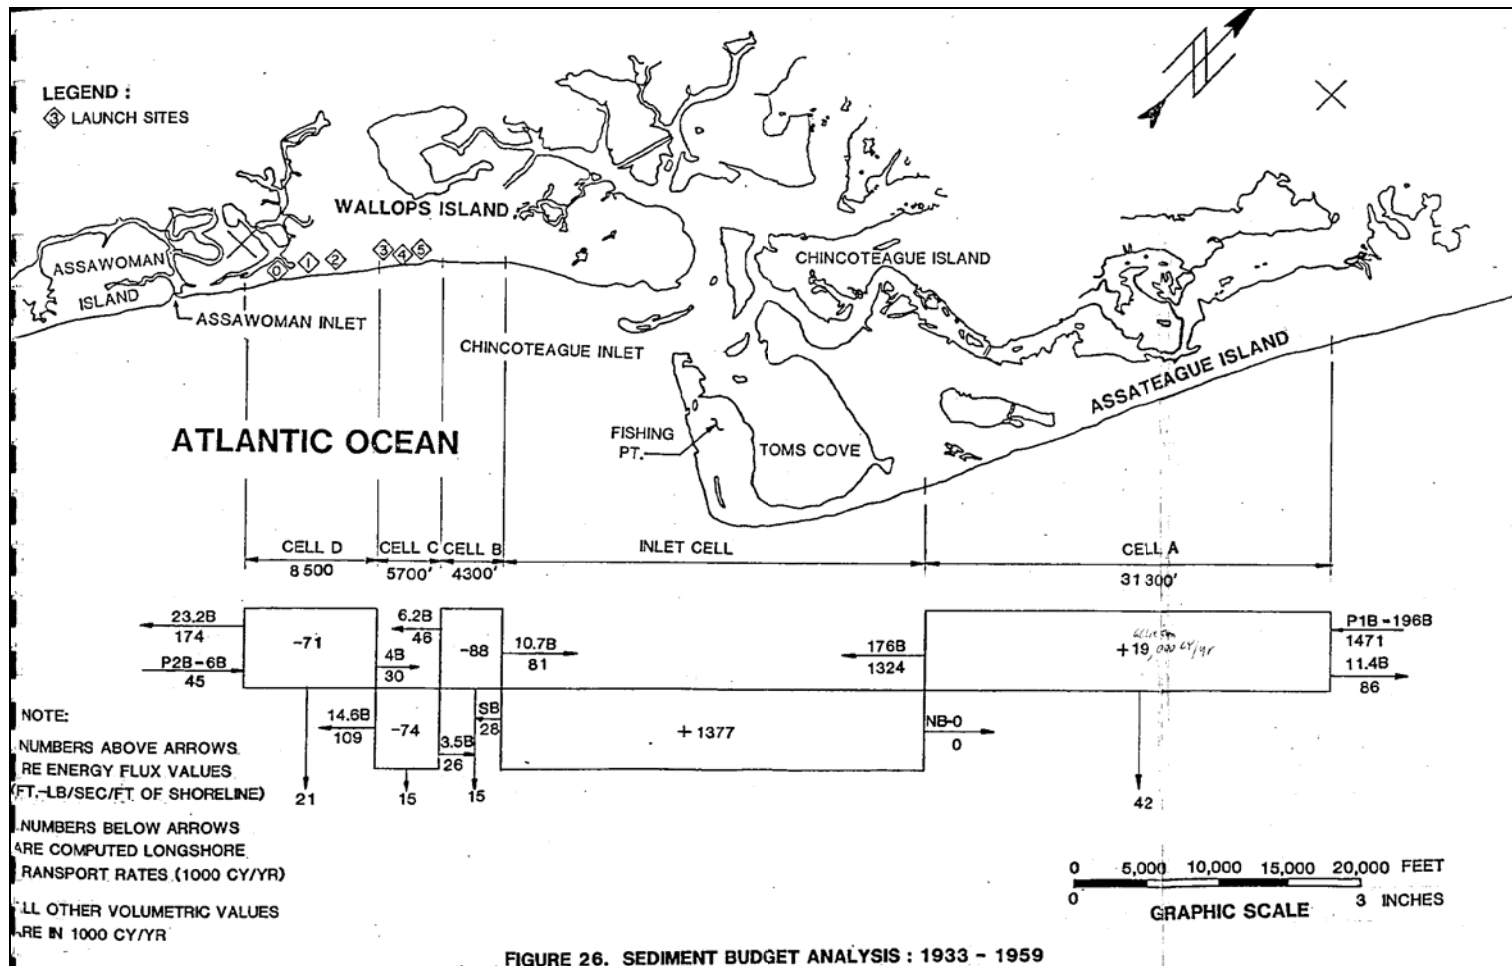 LEGEND :
3 LAUNCH SITES
N
WALLOPS ISLAND
ASSAWOMAN
ISLAND
0
1
2
3
4
5
ASSAWOMAN INLET
CHINCOTEAGUE ISLAND
CHINCOTEAGUE INLET
ASSATEAGUE ISLAND
ATLANTIC OCEAN
FISHING
PT.
TOMS COVE
CELL D
8500
CELL C
5700'
CELL B
4300'
INLET CELL
CELL A
31300'
23.2B
174
P2B-6B
45
-71
21
4B
30
14.6B
109
6.2B
46
-74
15
3.5B
26
-88
SB
28
15
10.7B
81
+1377
176B
1324
NB-0
0
+19,000 CY/yr
42
P1B-196B
1471
11.4B
86
NOTE:
NUMBERS ABOVE ARROWS
RE ENERGY FLUX VALUES
(FT.-LB/SEC/FT OF SHORELINE)
NUMBERS BELOW ARROWS
ARE COMPUTED LONGSHORE
RANSPORT RATES (1000 CY/YR)
LL OTHER VOLUMETRIC VALUES
RE IN 1000 CY/YR
0 5,000 10,000 15,000 20,000 FEET
0 3 INCHES
GRAPHIC SCALE
FIGURE 26. SEDIMENT BUDGET ANALYSIS : 1933 - 1959